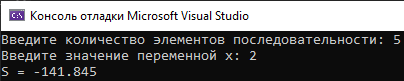 Консоль отладки Microsoft Visual Studio
Введите количество элементов последовательности: 5
Введите значение переменной x: 2
S = -141.845